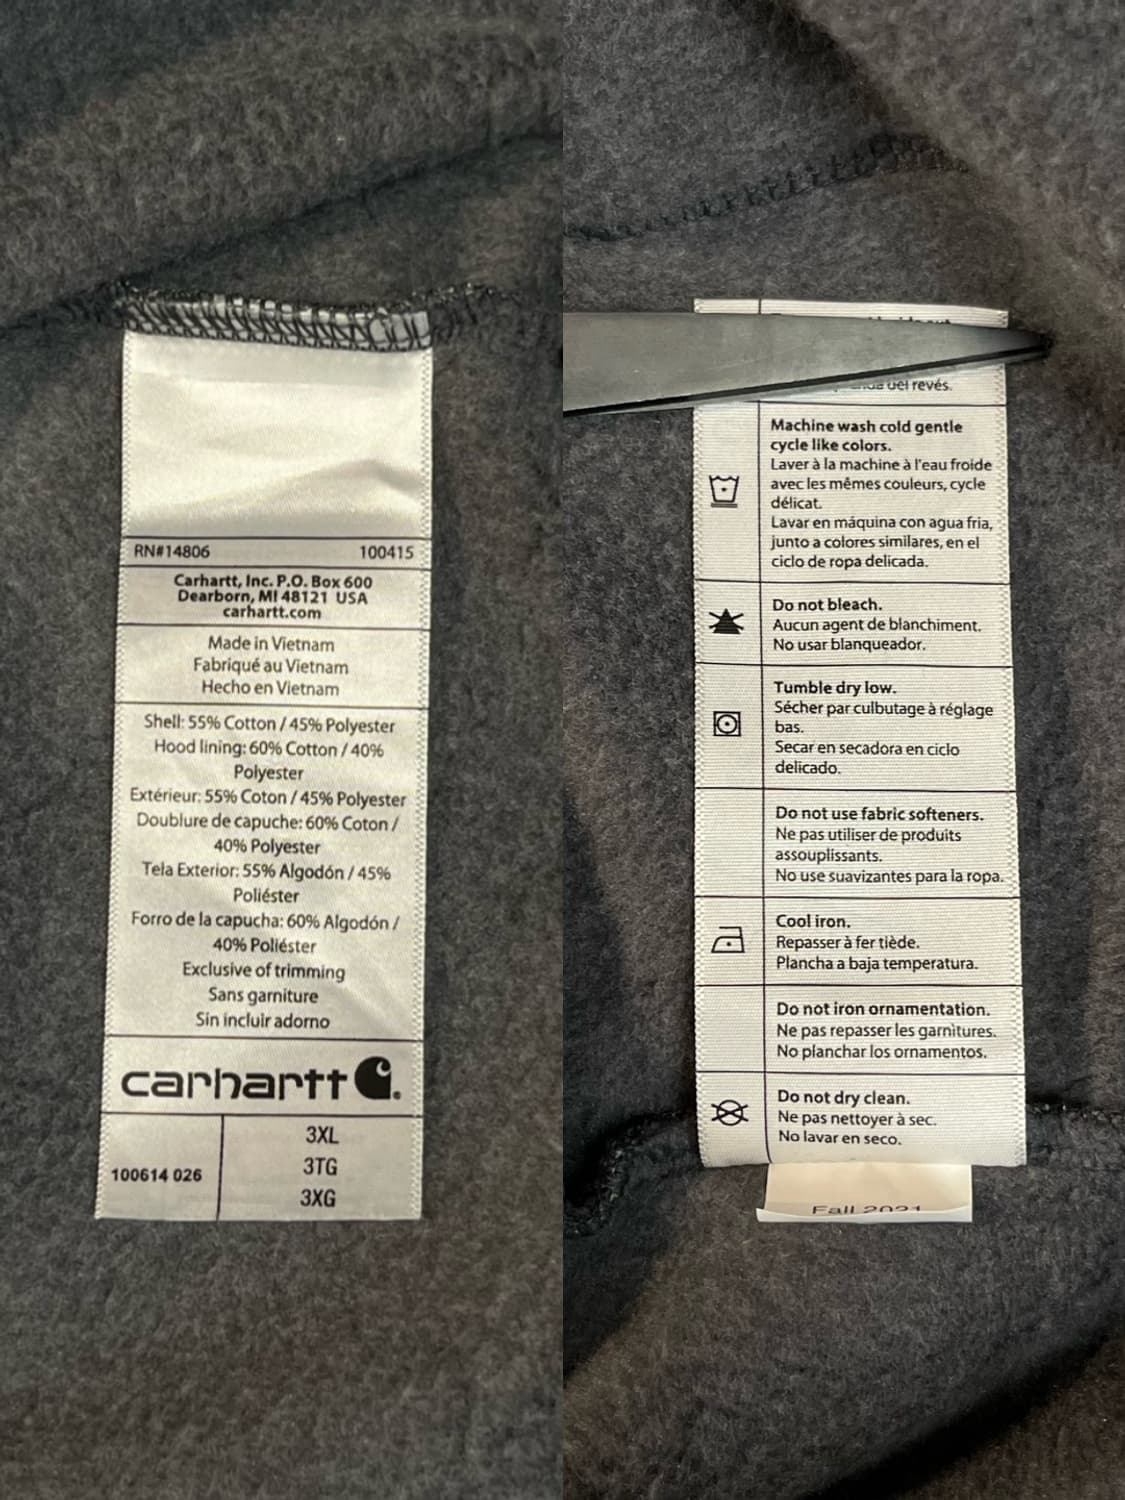 RN#14806 100415
Carhartt, Inc. P.O. Box 600
Dearborn, MI 48121 USA
carhartt.com
Made in Vietnam
Fabriqué au Vietnam
Hecho en Vietnam
Shell: 55% Cotton / 45% Polyester
Hood lining: 60% Cotton / 40%
Polyester
Extérieur: 55% Coton / 45% Polyester
Doublure de capuche: 60% Coton /
40% Polyester
Tela Exterior: 55% Algodón / 45%
Poliéster
Forro de la capucha: 60% Algodón /
40% Poliéster
Exclusive of trimming
Sans garniture
Sin incluir adorno
carhartt
100614 026
3XL
3TG
3XG
del revés.
Machine wash cold gentle
cycle like colors.
Laver à la machine à l'eau froide
avec les mêmes couleurs, cycle
délicat.
Lavar en máquina con agua fria,
junto a colores similares, en el
ciclo de ropa delicada.
Do not bleach.
Aucun agent de blanchiment.
No usar blanqueador.
Tumble dry low.
Sécher par culbutage à réglage
bas.
Secar en secadora en ciclo
delicado.
Do not use fabric softeners.
Ne pas utiliser de produits
assouplissants.
No use suavizantes para la ropa.
Cool iron.
Repasser à fer tiède.
Plancha a baja temperatura.
Do not iron ornamentation.
Ne pas repasser les garnitures.
No planchar los ornamentos.
Do not dry clean.
Ne pas nettoyer à sec.
No lavar en seco.
Fall 2021